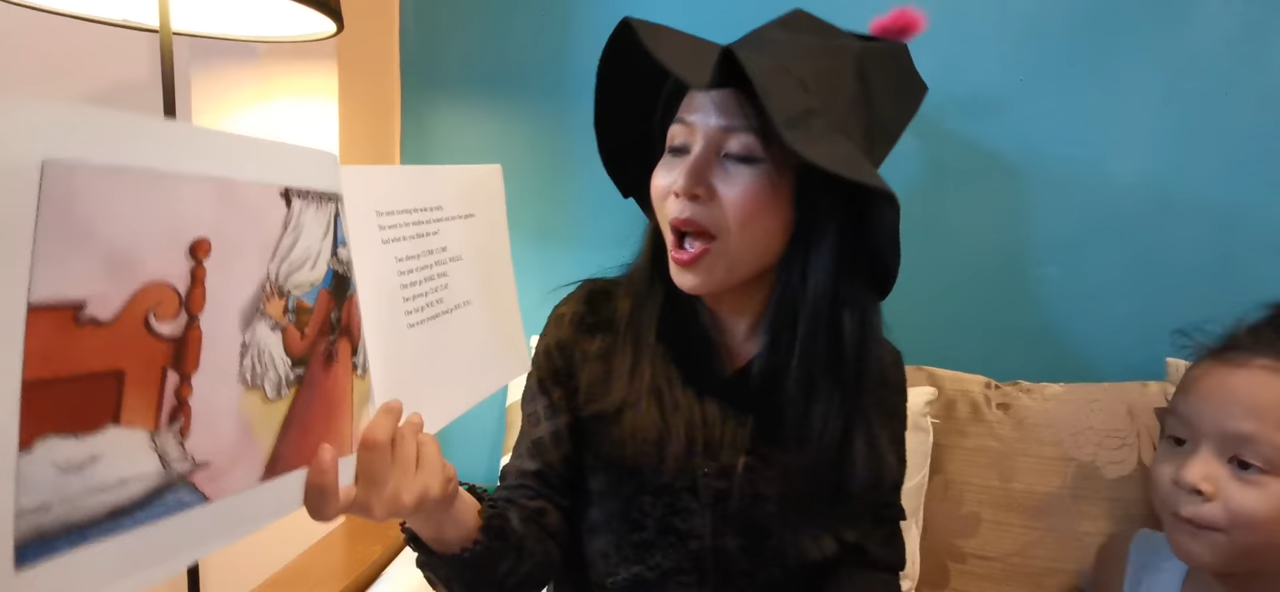 The next morning she woke up early.
She went to her window and looked out into her garden.
And what do you think she saw?
Two shoes go CLOMP, CLOMP,
One pair of pants go WIGGLE, WIGGLE,
One shirt go SHAKE, SHAKE,
Two gloves go CLAP, CLAP,
One hat go NOD, NOD,
One scary pumpkin head go BOO, BOO!